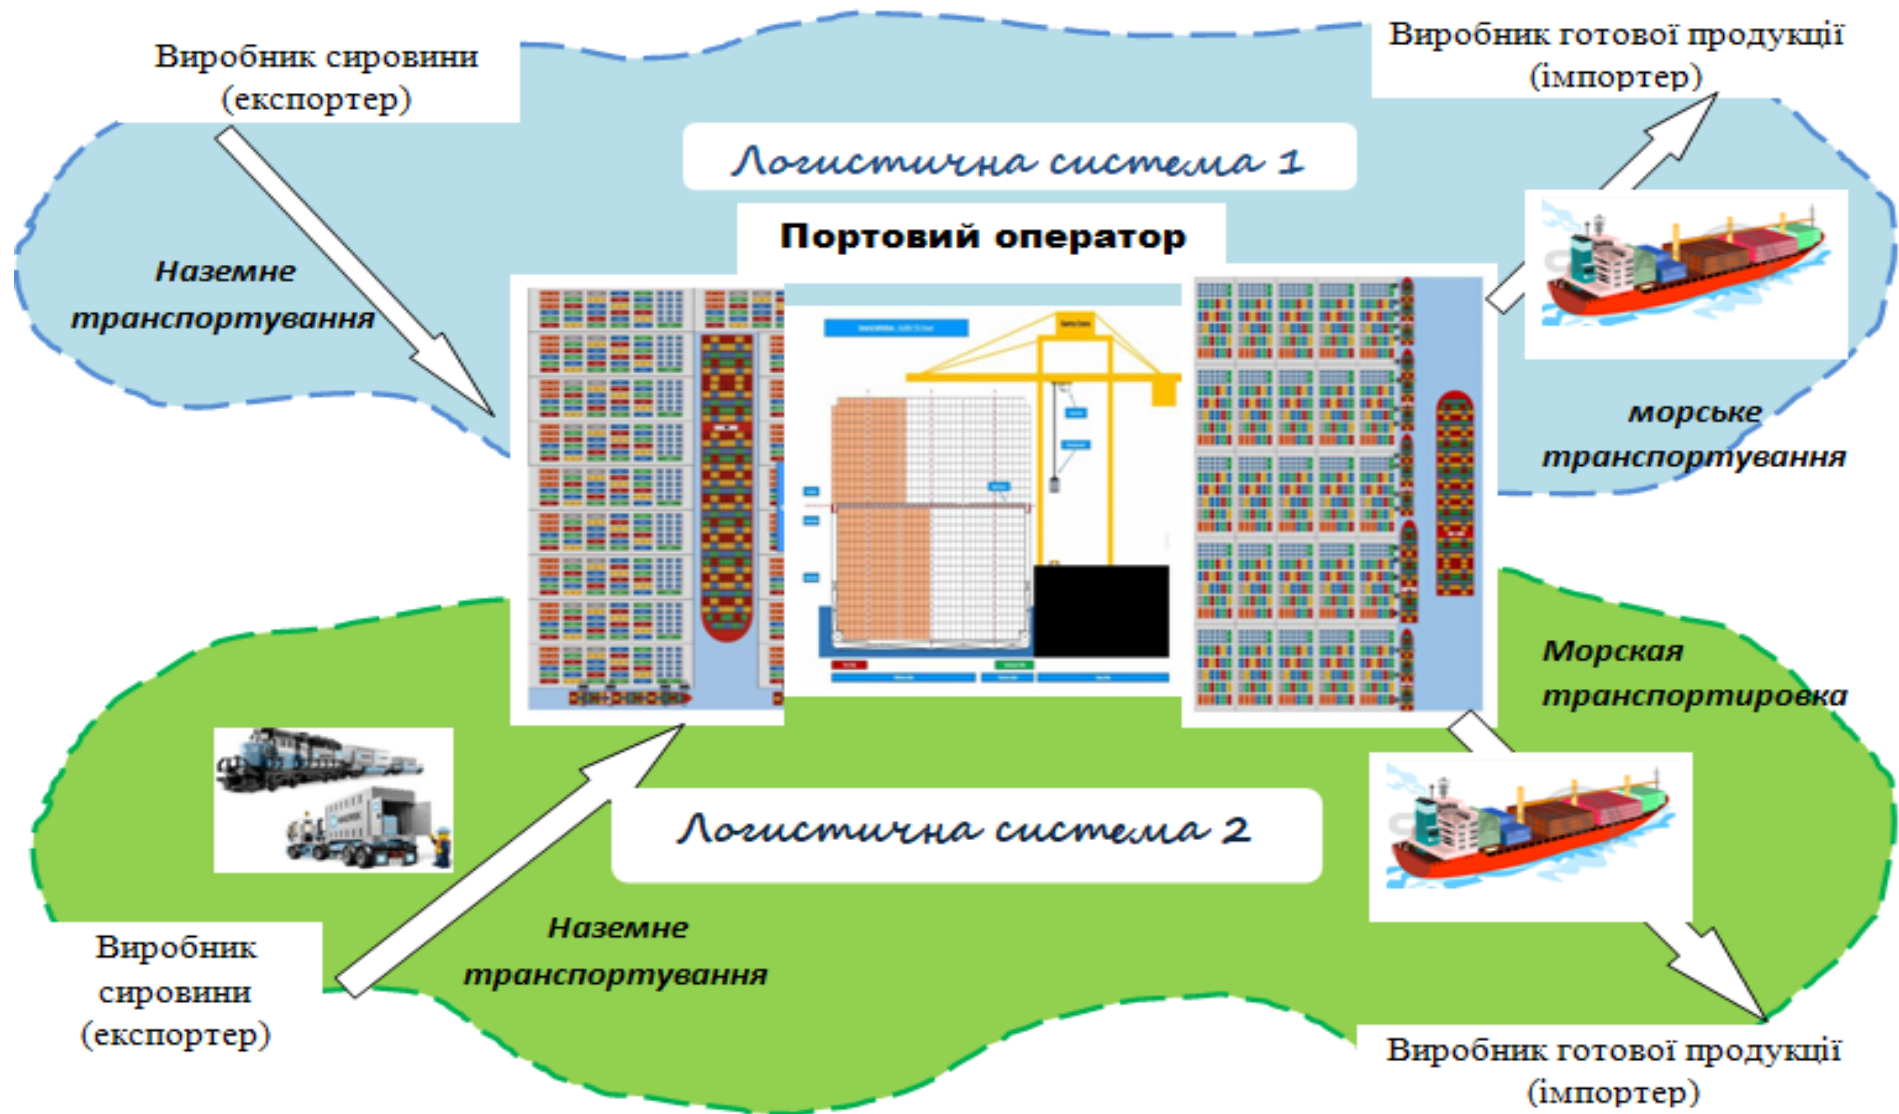 Виробник сировини
(експортер)
Виробник готової продукції
(імпортер)
Логистична система 1
Портовий оператор
Наземне
транспортування
морське
транспортування
Морская
транспортировка
Логистична система 2
Наземне
транспортування
Виробник
сировини
(експортер)
Виробник готової продукції
(імпортер)